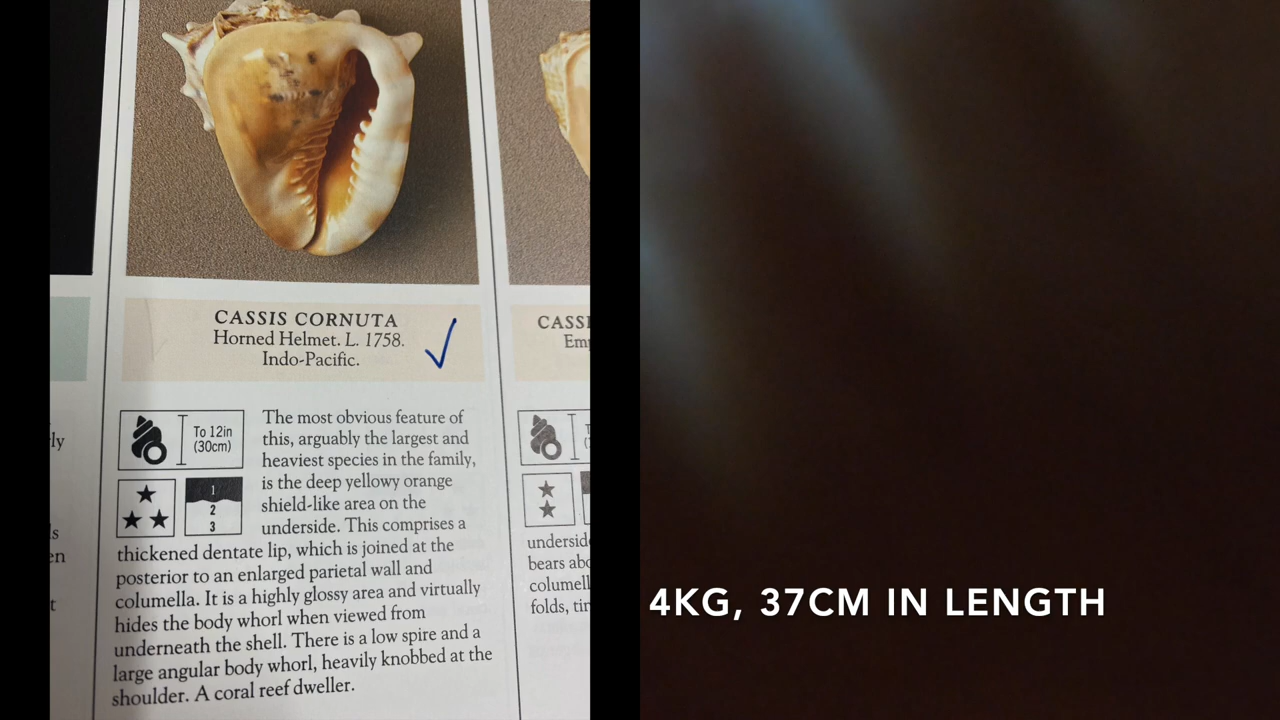 CASSIS CORNUTA
Horned Helmet. L. 1758.
Indo-Pacific.
To 12in
(30cm)
1
2
3
The most obvious feature of
this, arguably the largest and
heaviest species in the family,
is the deep yellowy orange
shield-like area on the
underside. This comprises a
thickened dentate lip, which is joined at the
posterior to an enlarged parietal wall and
columella. It is a highly glossy area and virtually
hides the body whorl when viewed from
underneath the shell. There is a low spire and a
large angular body whorl, heavily knobbed at the
shoulder. A coral reef dweller.
CASSI
Em
undersid
bears abo
columell
folds, tin
4KG, 37CM IN LENGTH